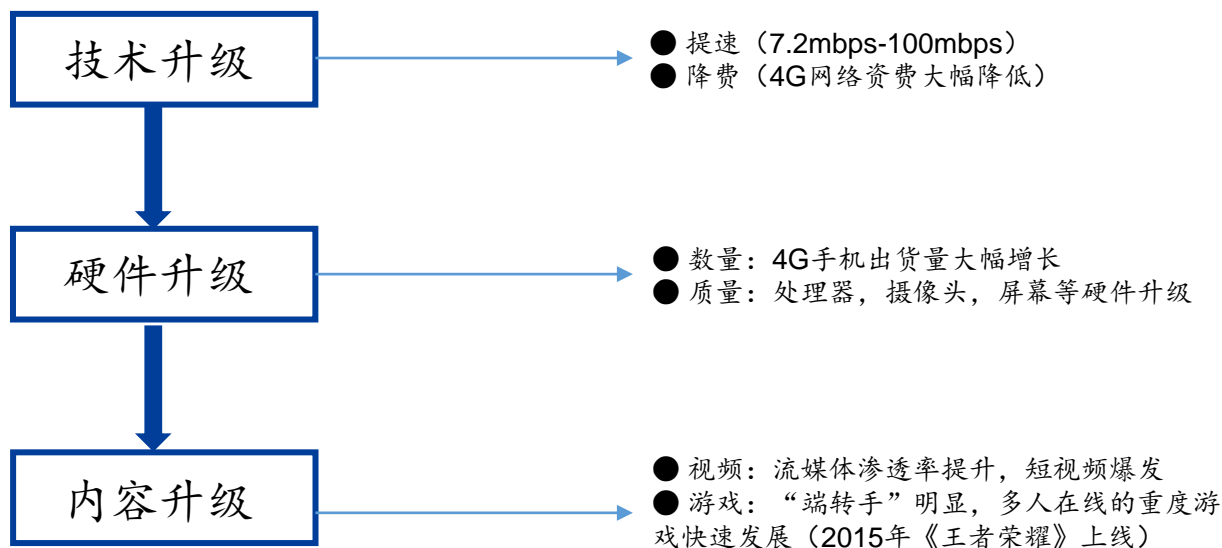 技术升级
● 提速（7.2mbps-100mbps）
● 降费（4G网络资费大幅降低）
硬件升级
● 数量：4G手机出货量大幅增长
● 质量：处理器，摄像头，屏幕等硬件升级
内容升级
● 视频：流媒体渗透率提升，短视频爆发
● 游戏：“端转手”明显，多人在线的重度游
戏快速发展（2015年《王者荣耀》上线）